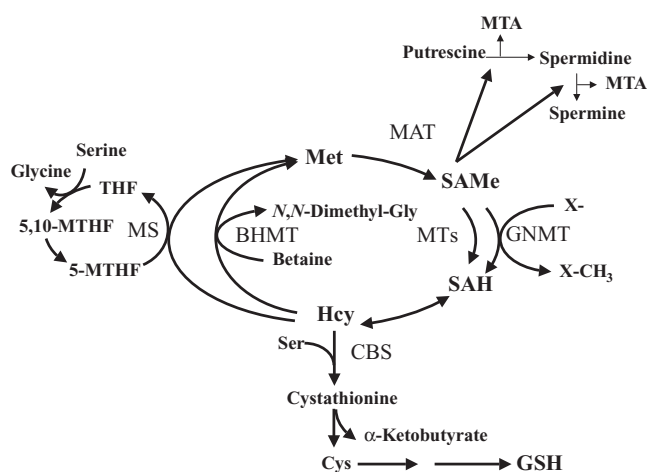 MTA
Putrescine
Spermidine
MTA
Spermine
MAT
Met
SAMe
Serine
Glycine
THF
5,10-MTHF
MS
5-MTHF
N,N-Dimethyl-Gly
BHMT
Betaine
MTs
GNMT
X-
X-CH₃
SAH
Hcy
Ser
CBS
Cystathionine
α-Ketobutyrate
Cys
GSH